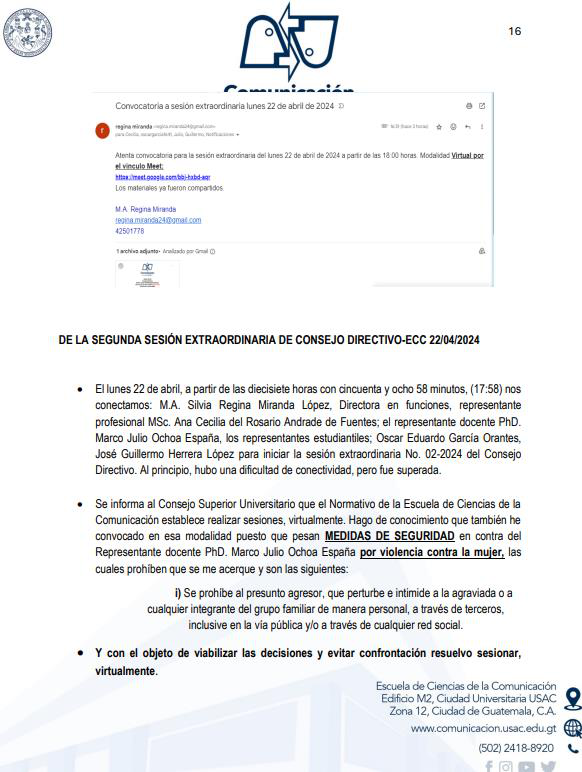 16
Comunicación
Convocatoria a sesión extraordinaria lunes 22 de abril de 2024
regina miranda <regina.miranda24@gmail.com>
para Cecilia, oscargarciafe91, Julio, Guillermo, Notificaciones
16:39 (hace 3 horas)
Atenta convocatoria para la sesión extraordinaria del lunes 22 de abril de 2024 a partir de las 18:00 horas. Modalidad Virtual por
el vinculo Meet:
https://meet.google.com/bbj-hxbd-aqr
Los materiales ya fueron compartidos.
M.A. Regina Miranda
regina.miranda24@gmail.com
42501778
1 archivo adjunto • Analizado por Gmail
DE LA SEGUNDA SESIÓN EXTRAORDINARIA DE CONSEJO DIRECTIVO-ECC 22/04/2024
• El lunes 22 de abril, a partir de las diecisiete horas con cincuenta y ocho 58 minutos, (17:58) nos
conectamos: M.A. Silvia Regina Miranda López, Directora en funciones, representante
profesional MSc. Ana Cecilia del Rosario Andrade de Fuentes; el representante docente PhD.
Marco Julio Ochoa España, los representantes estudiantiles; Oscar Eduardo García Orantes,
José Guillermo Herrera López para iniciar la sesión extraordinaria No. 02-2024 del Consejo
Directivo. Al principio, hubo una dificultad de conectividad, pero fue superada.
• Se informa al Consejo Superior Universitario que el Normativo de la Escuela de Ciencias de la
Comunicación establece realizar sesiones, virtualmente. Hago de conocimiento que también he
convocado en esa modalidad puesto que pesan MEDIDAS DE SEGURIDAD en contra del
Representante docente PhD. Marco Julio Ochoa España por violencia contra la mujer, las
cuales prohíben que se me acerque y son las siguientes:
i) Se prohíbe al presunto agresor, que perturbe e intimide a la agraviada o a
cualquier integrante del grupo familiar de manera personal, a través de terceros,
inclusive en la vía pública y/o a través de cualquier red social.
• Y con el objeto de viabilizar las decisiones y evitar confrontación resuelvo sesionar,
virtualmente.
Escuela de Ciencias de la Comunicación
Edificio M2, Ciudad Universitaria USAC
Zona 12, Ciudad de Guatemala, C.A.
www.comunicacion.usac.edu.gt
(502) 2418-8920